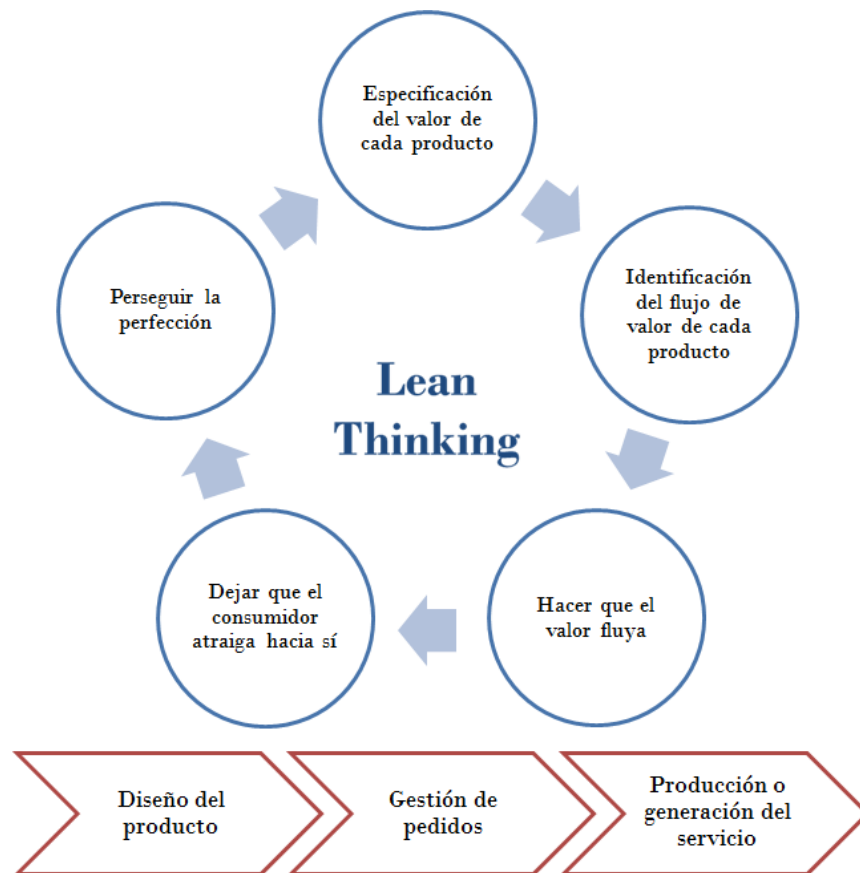 Especificación
del valor de
cada producto
Identificación
del flujo de
valor de cada
producto
Hacer que el
valor fluya
Dejar que el
consumidor
atraiga hacia sí
Perseguir la
perfección
Lean
Thinking
Diseño del
producto
Gestión de
pedidos
Producción o
generación del
servicio